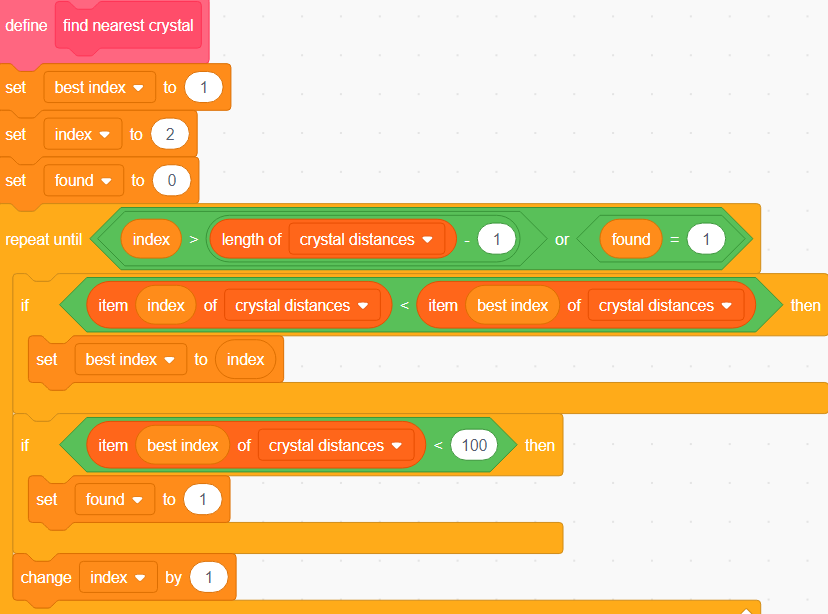 define find nearest crystal
set best index to 1
set index to 2
set found to 0
repeat until index > length of crystal distances - 1 or found = 1
if item index of crystal distances < item best index of crystal distances then
set best index to index
if item best index of crystal distances < 100 then
set found to 1
change index by 1